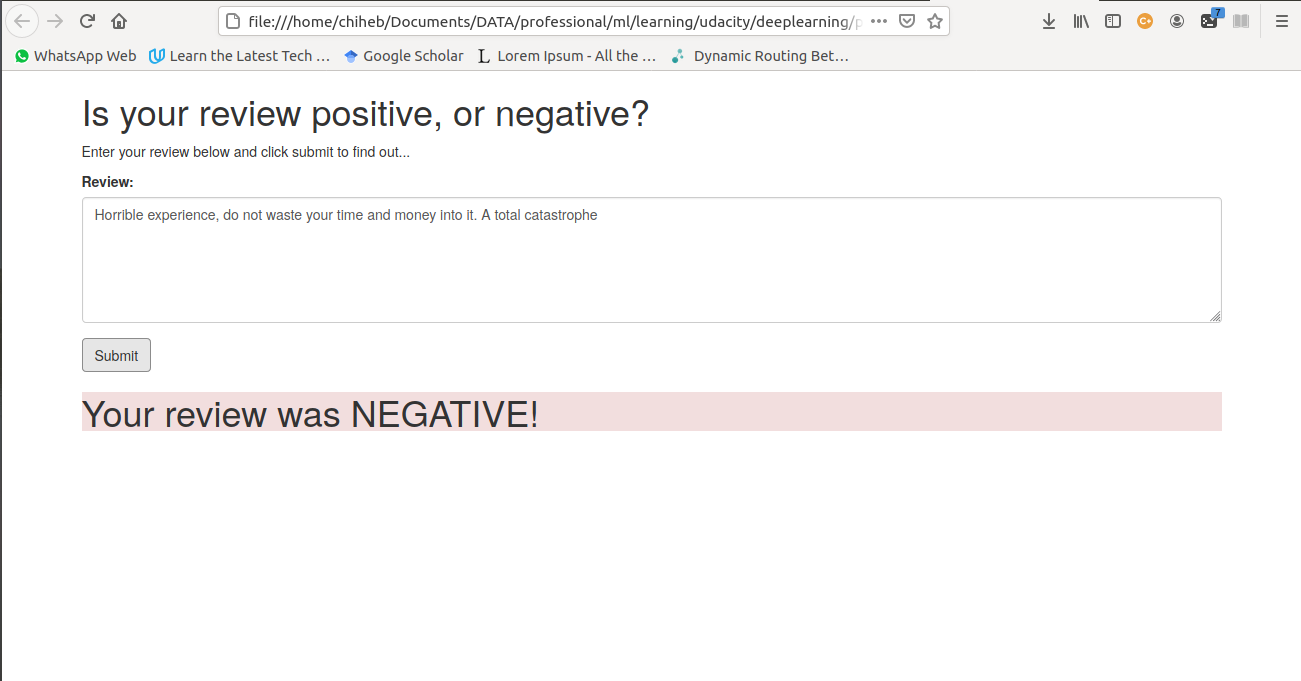 file:///home/chiheb/Documents/DATA/professional/ml/learning/udacity/deeplearning/p
C+
7
WhatsApp Web Learn the Latest Tech ... Google Scholar Lorem Ipsum - All the ... Dynamic Routing Bet...
Is your review positive, or negative?
Enter your review below and click submit to find out...
Review:
Horrible experience, do not waste your time and money into it. A total catastrophe
Submit
Your review was NEGATIVE!